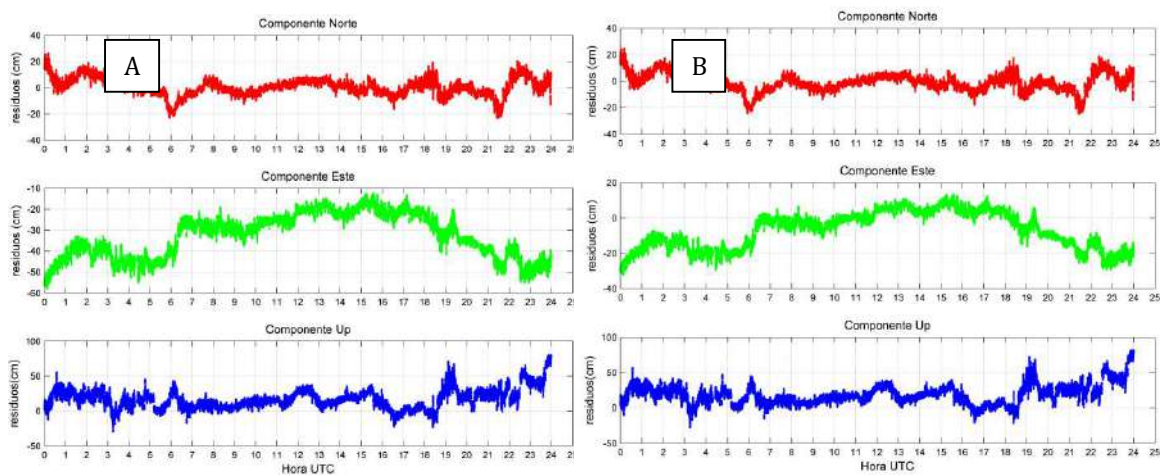 Componente Norte
residuos (cm)
40
20
0
-20
-40
A
0 1 2 3 4 5 6 7 8 9 10 11 12 13 14 15 16 17 18 19 20 21 22 23 24 25
Componente Este
residuos (cm)
-10
-20
-30
-40
-50
-60
0 1 2 3 4 5 6 7 8 9 10 11 12 13 14 15 16 17 18 19 20 21 22 23 24 25
Componente Up
residuos(cm)
100
50
0
-50
0 1 2 3 4 5 6 7 8 9 10 11 12 13 14 15 16 17 18 19 20 21 22 23 24 25
Hora UTC
Componente Norte
residuos (cm)
40
20
0
-20
-40
B
0 1 2 3 4 5 6 7 8 9 10 11 12 13 14 15 16 17 18 19 20 21 22 23 24 25
Componente Este
residuos (cm)
20
0
-20
-40
0 1 2 3 4 5 6 7 8 9 10 11 12 13 14 15 16 17 18 19 20 21 22 23 24 25
Componente Up
residuos(cm)
100
50
0
-50
0 1 2 3 4 5 6 7 8 9 10 11 12 13 14 15 16 17 18 19 20 21 22 23 24 25
Hora UTC